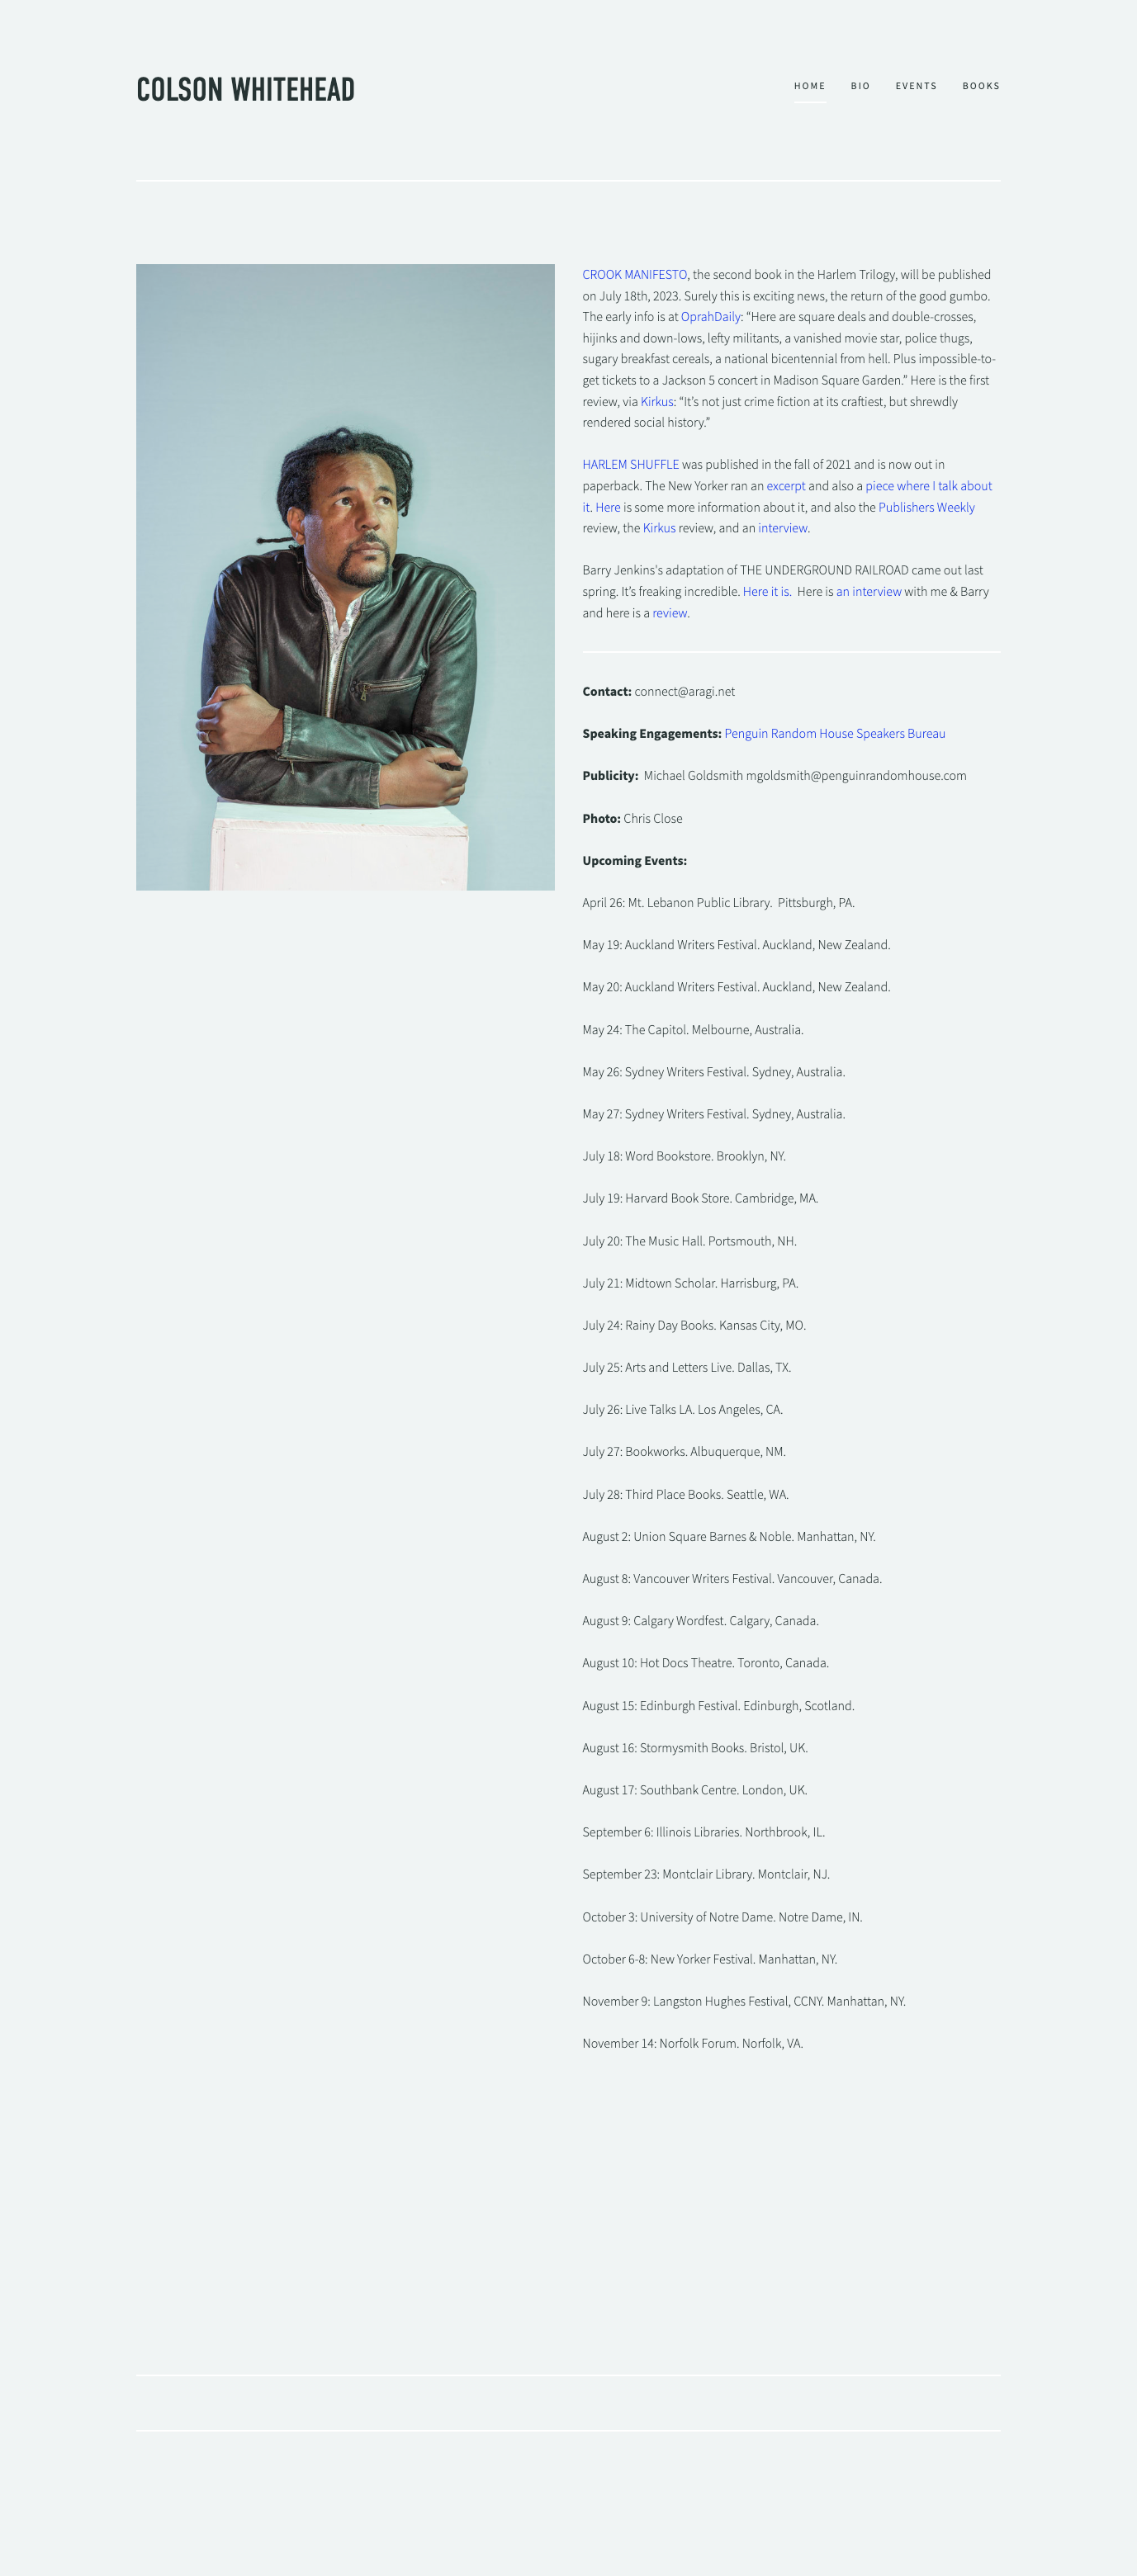 COLSON WHITEHEAD
HOME BIO EVENTS BOOKS
CROOK MANIFESTO, the second book in the Harlem Trilogy, will be published
on July 18th, 2023. Surely this is exciting news, the return of the good gumbo.
The early info is at OprahDaily: “Here are square deals and double-crosses,
hijinks and down-lows, lefty militants, a vanished movie star, police thugs,
sugary breakfast cereals, a national bicentennial from hell. Plus impossible-to-
get tickets to a Jackson 5 concert in Madison Square Garden.” Here is the first
review, via Kirkus: “It’s not just crime fiction at its craftiest, but shrewdly
rendered social history.”
HARLEM SHUFFLE was published in the fall of 2021 and is now out in
paperback. The New Yorker ran an excerpt and also a piece where I talk about
it. Here is some more information about it, and also the Publishers Weekly
review, the Kirkus review, and an interview.
Barry Jenkins's adaptation of THE UNDERGROUND RAILROAD came out last
spring. It’s freaking incredible. Here it is.  Here is an interview with me & Barry
and here is a review.
Contact: connect@aragi.net
Speaking Engagements: Penguin Random House Speakers Bureau
Publicity:  Michael Goldsmith mgoldsmith@penguinrandomhouse.com
Photo: Chris Close
Upcoming Events:
April 26: Mt. Lebanon Public Library.  Pittsburgh, PA.
May 19: Auckland Writers Festival. Auckland, New Zealand.
May 20: Auckland Writers Festival. Auckland, New Zealand.
May 24: The Capitol. Melbourne, Australia.
May 26: Sydney Writers Festival. Sydney, Australia.
May 27: Sydney Writers Festival. Sydney, Australia.
July 18: Word Bookstore. Brooklyn, NY.
July 19: Harvard Book Store. Cambridge, MA.
July 20: The Music Hall. Portsmouth, NH.
July 21: Midtown Scholar. Harrisburg, PA.
July 24: Rainy Day Books. Kansas City, MO.
July 25: Arts and Letters Live. Dallas, TX.
July 26: Live Talks LA. Los Angeles, CA.
July 27: Bookworks. Albuquerque, NM.
July 28: Third Place Books. Seattle, WA.
August 2: Union Square Barnes & Noble. Manhattan, NY.
August 8: Vancouver Writers Festival. Vancouver, Canada.
August 9: Calgary Wordfest. Calgary, Canada.
August 10: Hot Docs Theatre. Toronto, Canada.
August 15: Edinburgh Festival. Edinburgh, Scotland.
August 16: Stormysmith Books. Bristol, UK.
August 17: Southbank Centre. London, UK.
September 6: Illinois Libraries. Northbrook, IL.
September 23: Montclair Library. Montclair, NJ.
October 3: University of Notre Dame. Notre Dame, IN.
October 6-8: New Yorker Festival. Manhattan, NY.
November 9: Langston Hughes Festival, CCNY. Manhattan, NY.
November 14: Norfolk Forum. Norfolk, VA.